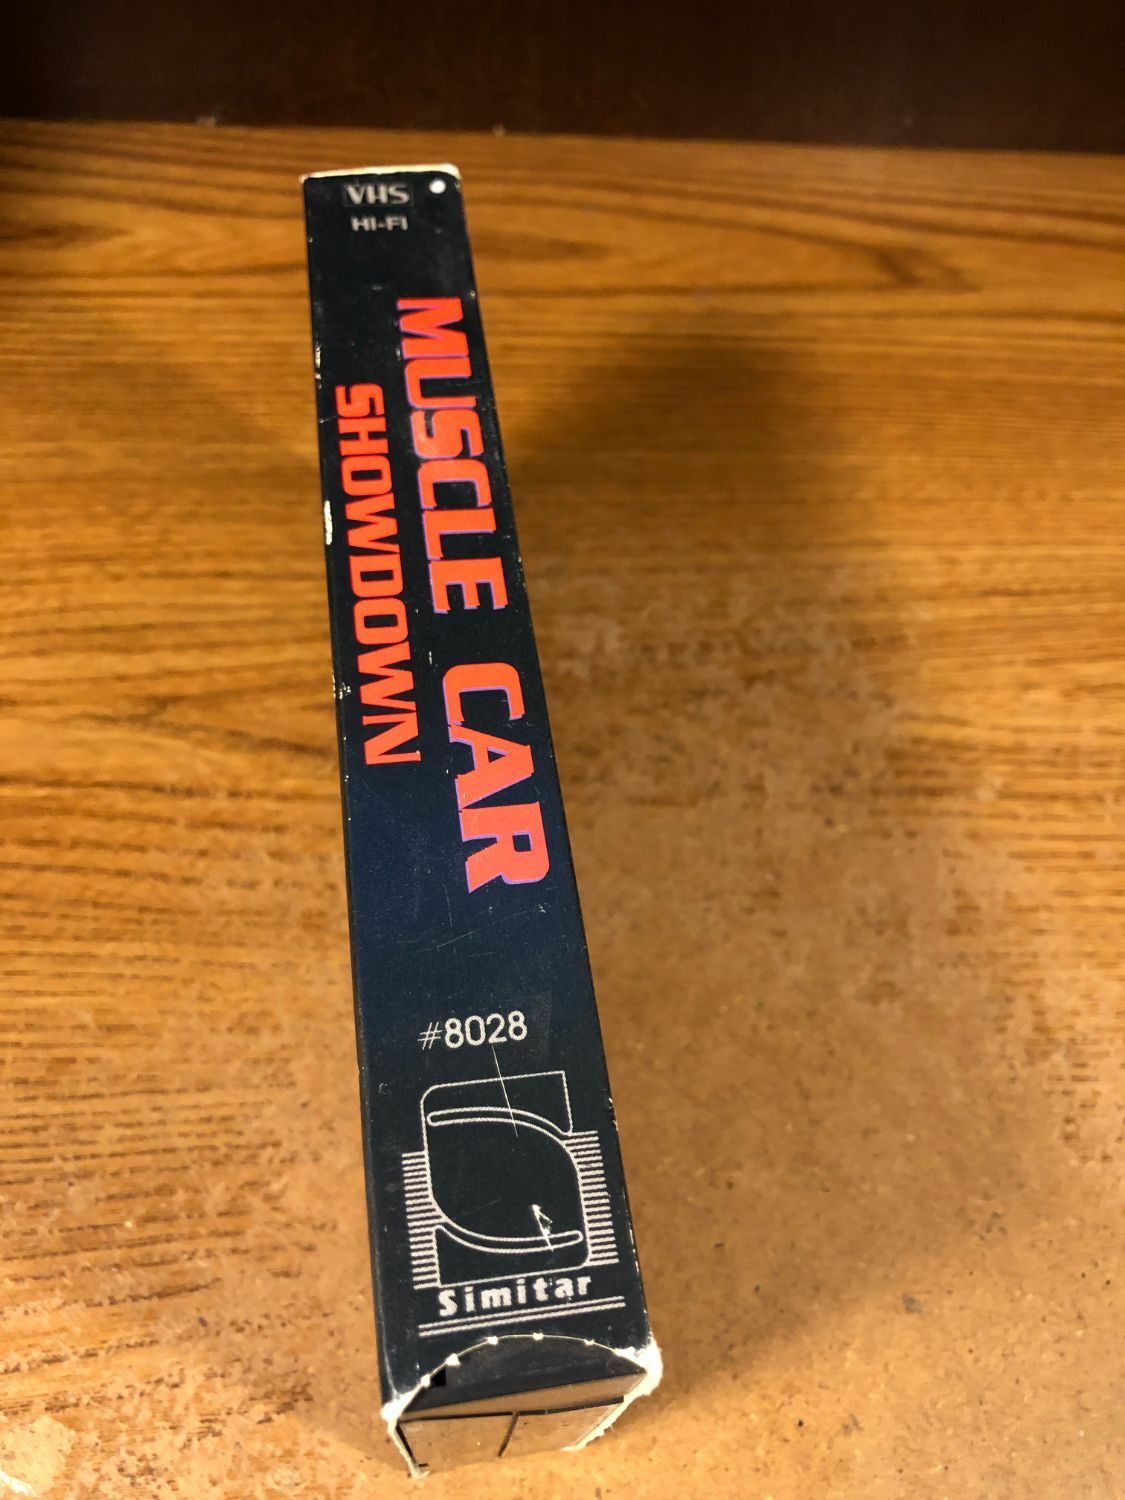 VHS
HI-FI
MUSCLE CAR
SHOWDOWN
#8028
Simitar